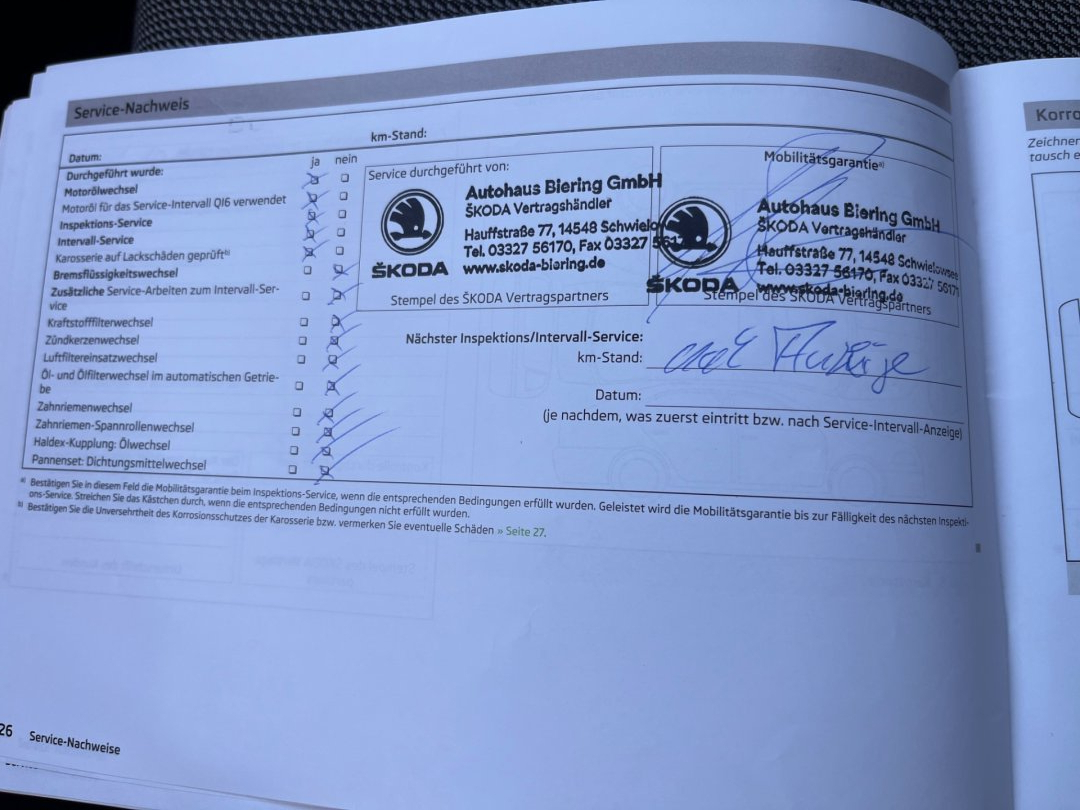 Service-Nachweis
Datum:
km-Stand:
Durchgeführt wurde:
ja nein
Motorölwechsel
Motoröl für das Service-Intervall QI6 verwendet
Inspektions-Service
Intervall-Service
Karosserie auf Lackschäden geprüft b)
Bremsflüssigkeitswechsel
Zusätzliche Service-Arbeiten zum Intervall-Ser-
vice
Kraftstofffilterwechsel
Zündkerzenwechsel
Luftfiltereinsatzwechsel
Öl- und Ölfilterwechsel im automatischen Getrie-
be
Zahnriemenwechsel
Zahnriemen-Spannrollenwechsel
Haldex-Kupplung: Ölwechsel
Pannenset: Dichtungsmittelwechsel
Service durchgeführt von:
Autohaus Biering GmbH
ŠKODA Vertragshändler
Hauffstraße 77, 14548 Schwielo
Tel. 03327 56170, Fax 03327 5617
www.skoda-biering.de
ŠKODA
Stempel des ŠKODA Vertragspartners
Mobilitätsgarantie a)
Autohaus Biering GmbH
ŠKODA Vertragshändler
Hauffstraße 77, 14548 Schwielowsee
Tel. 03327 56170, Fax 03327 56171
www.skoda-biering.de
ŠKODA
Stempel des ŠKODA Vertragspartners
Nächster Inspektions/Intervall-Service:
km-Stand: nach Anzeige
Datum:
(je nachdem, was zuerst eintritt bzw. nach Service-Intervall-Anzeige)
a) Bestätigen Sie in diesem Feld die Mobilitätsgarantie beim Inspektions-Service, wenn die entsprechenden Bedingungen erfüllt wurden. Geleistet wird die Mobilitätsgarantie bis zur Fälligkeit des nächsten Inspekti-
ons-Service. Streichen Sie das Kästchen durch, wenn die entsprechenden Bedingungen nicht erfüllt wurden.
b) Bestätigen Sie die Unversehrtheit des Korrosionsschutzes der Karosserie bzw. vermerken Sie eventuelle Schäden » Seite 27.
26 Service-Nachweise
Korro
Zeichner
tausch e